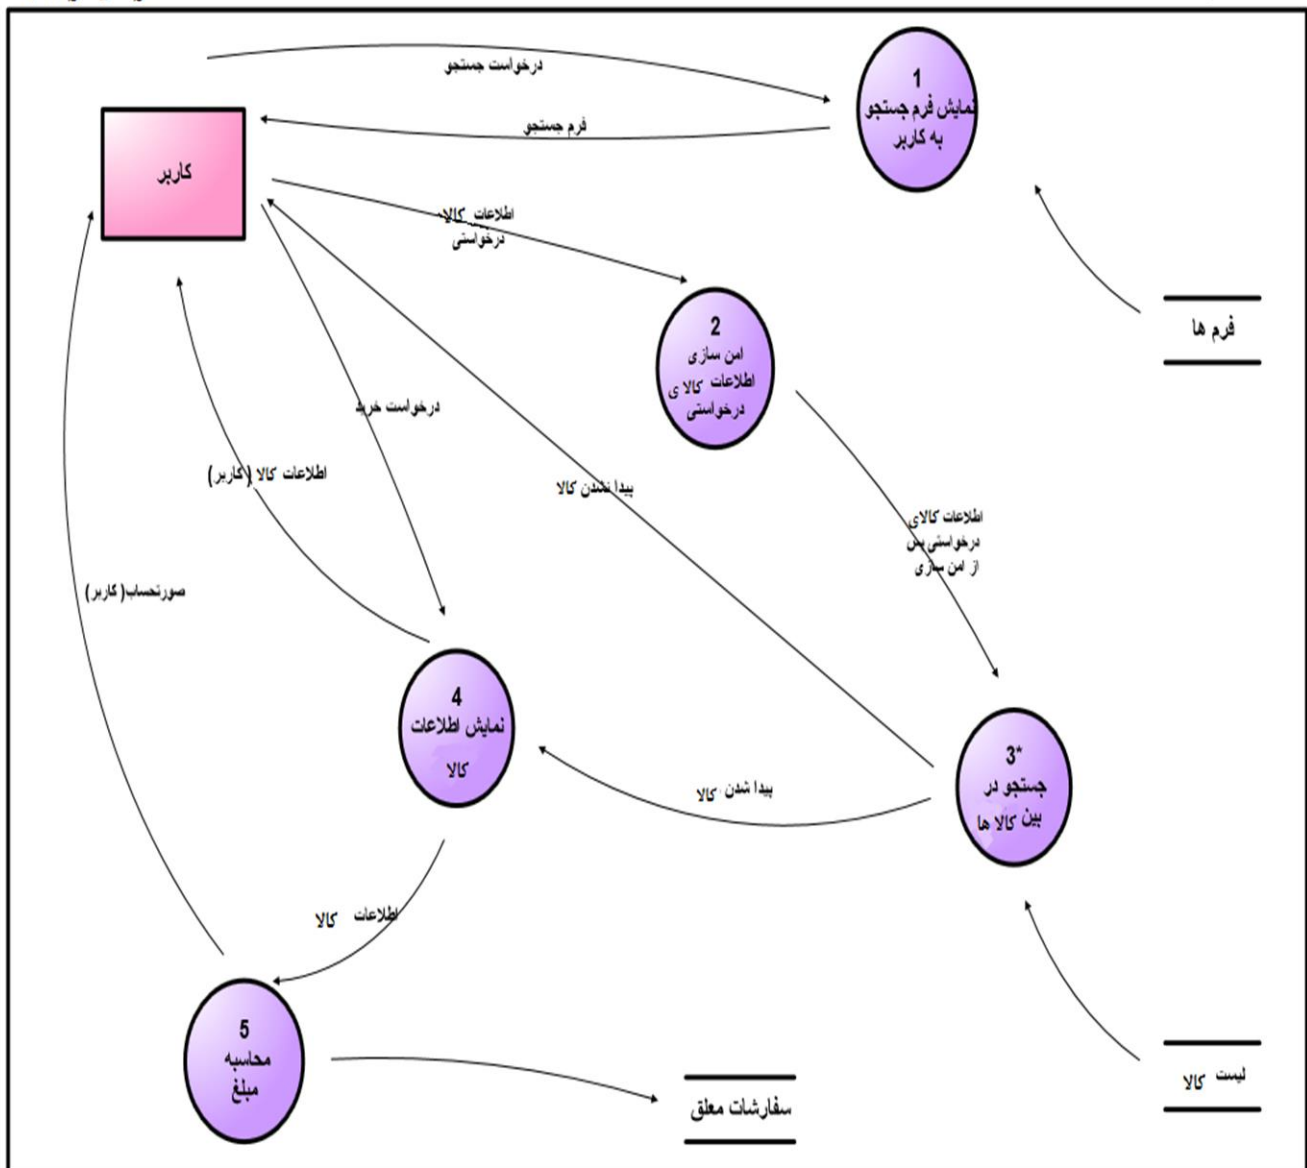 درخواست جستجو
1
نمایش فرم جستجو
به کاربر
فرم جستجو
کاربر
اطلاعات کالا
درخواستی
2
امن سازی
اطلاعات کالا ی
درخواستی
فرم ها
درخواست خرید
اطلاعات کالا (کاربر)
پیدا نشدن کالا
اطلاعات کالای
درخواستی پس
از امن سازی
صورتحساب( کاربر)
4
نمایش اطلاعات
کالا
3*
جستجو در
بین کالا ها
پیدا شدن کالا
اطلاعات کالا
5
محاسبه
مبلغ
سفارشات معلق
لیست کالا